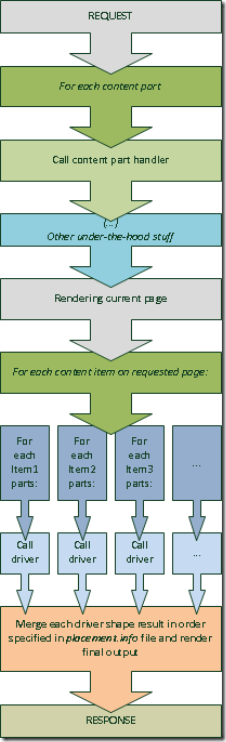 REQUEST
For each content part
Call content part handler
(...)
Other under-the-hood stuff
Rendering current page
For each content item on requested page:
For
each
Item1
parts:
For
each
Item2
parts:
For
each
Item3
parts:
...
Call
driver
Call
driver
Call
driver
...
Merge each driver shape result in order
specified in placement.info file and render
final output
RESPONSE